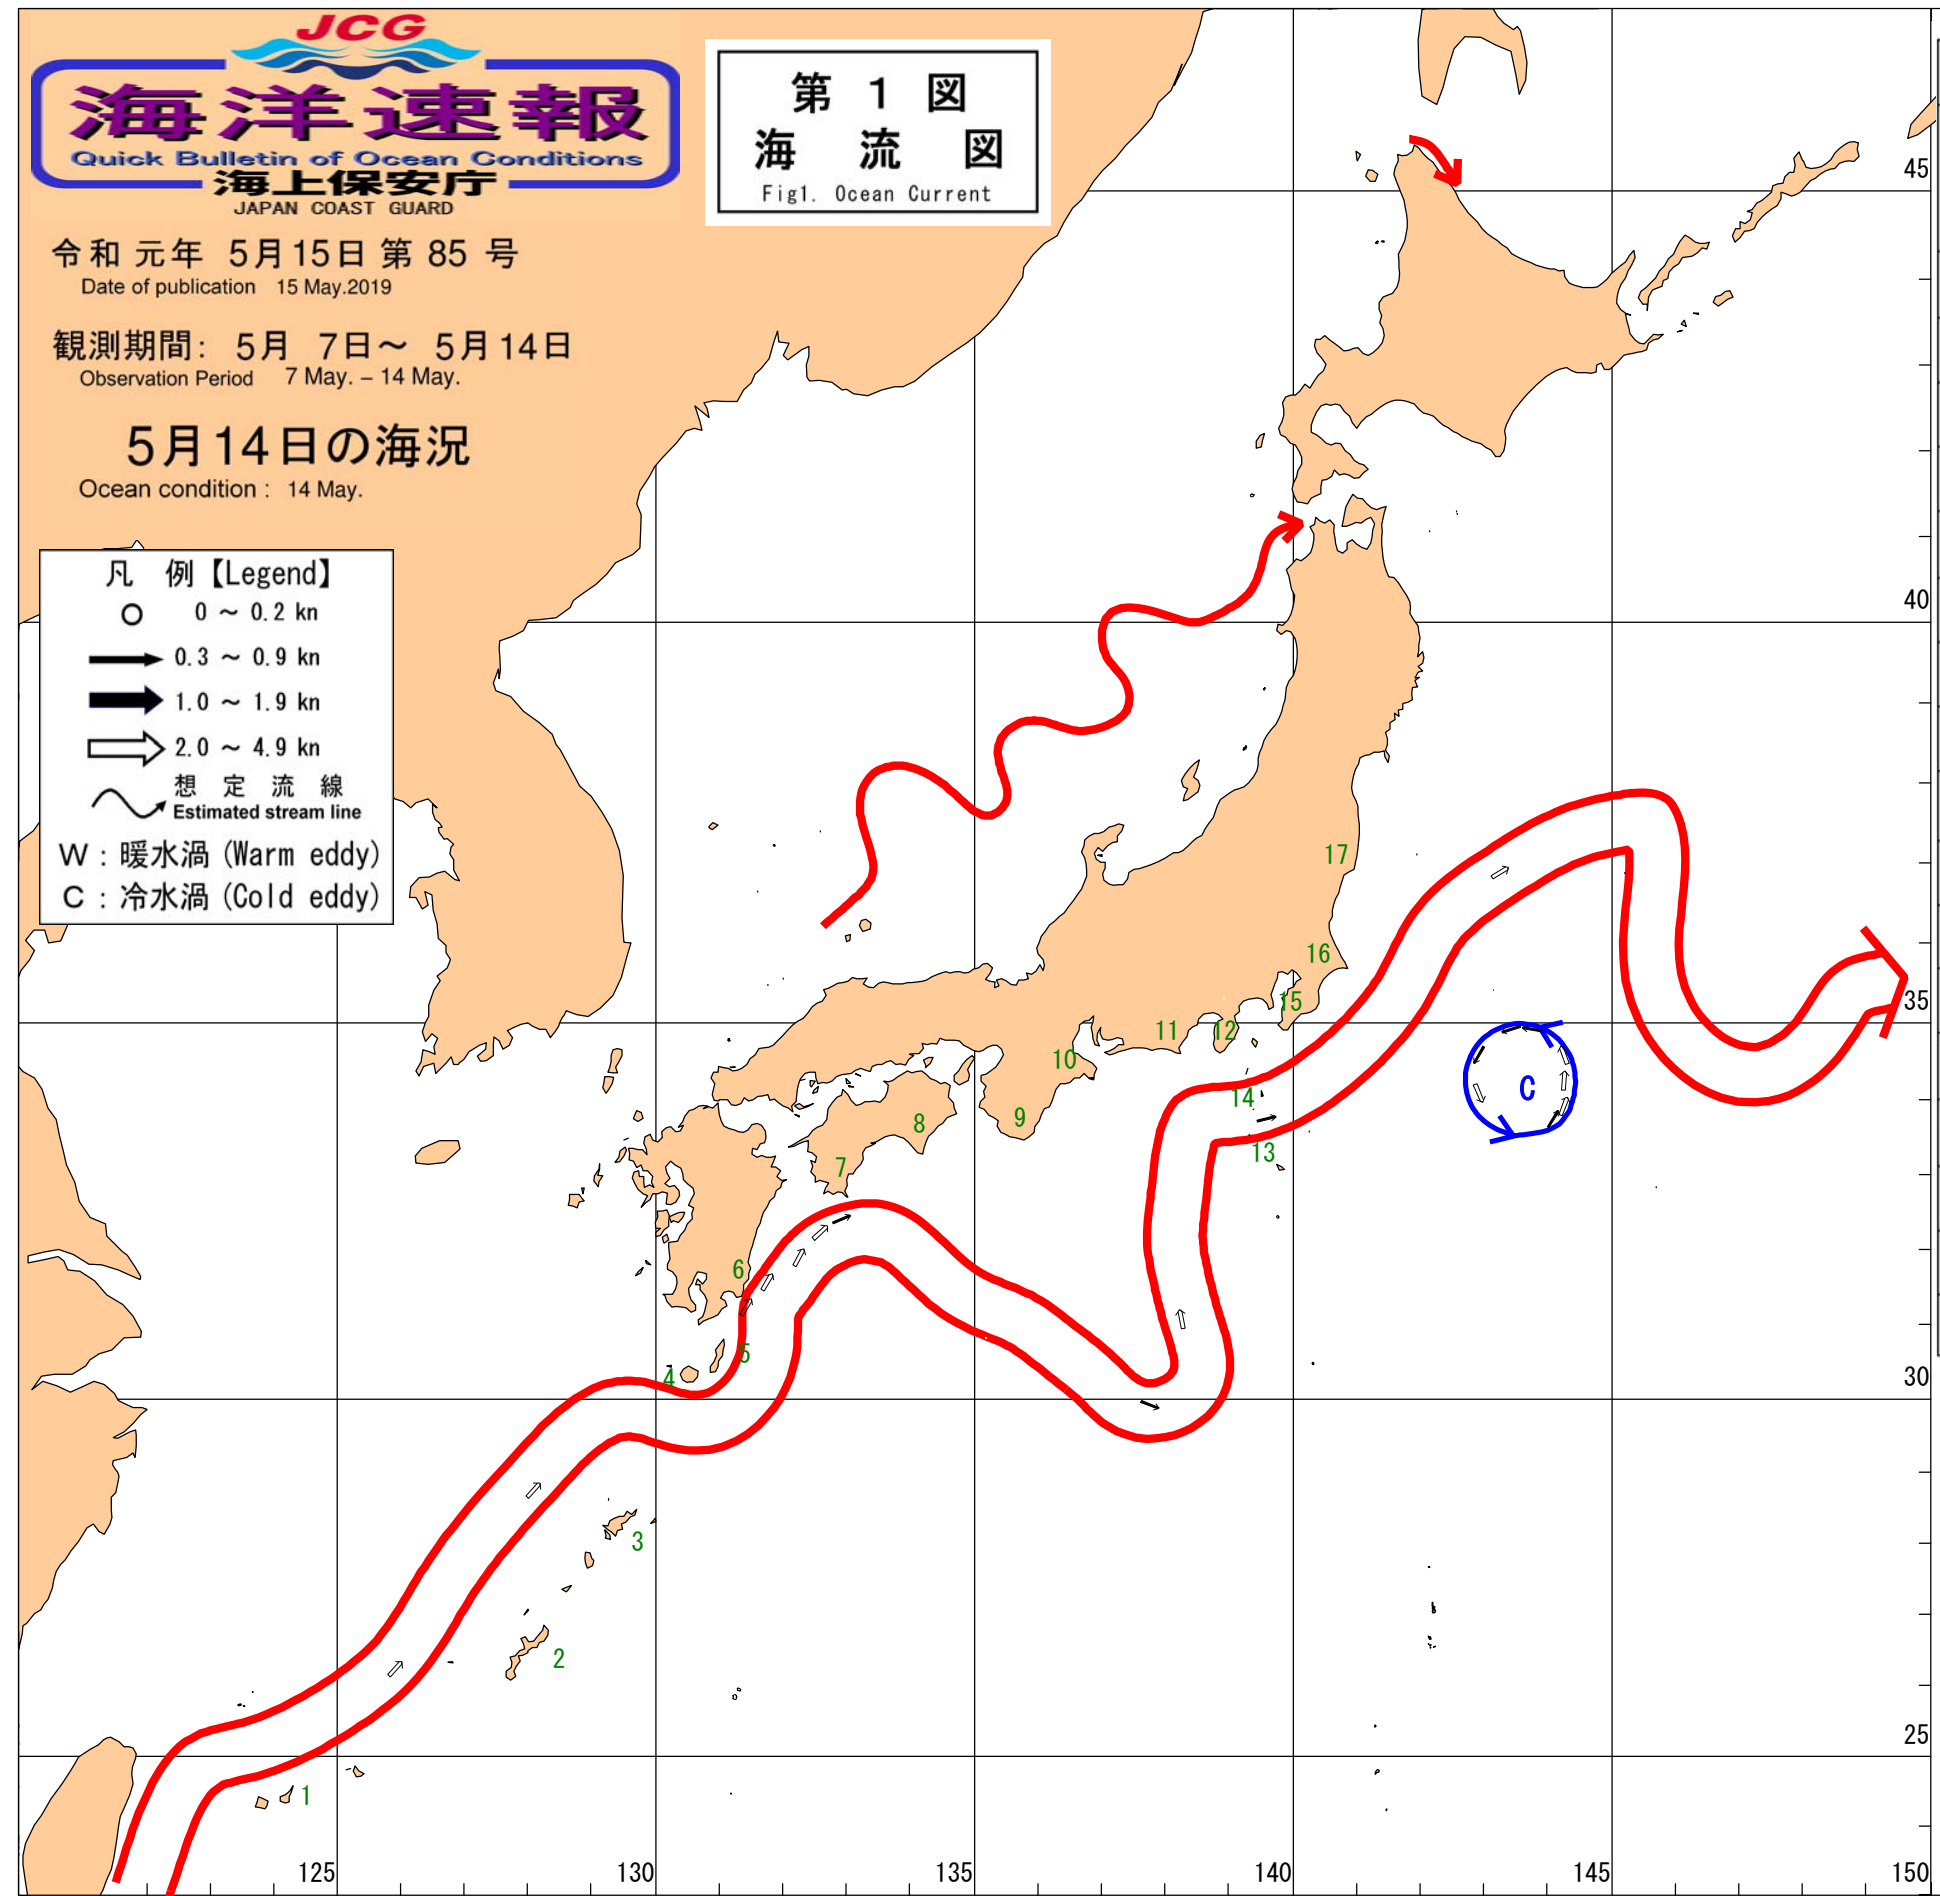 JCG
海洋速報
Quick Bulletin of Ocean Conditions
海上保安庁
JAPAN COAST GUARD
第 1 図
海 流 図
Fig1. Ocean Current
令和 元年 5月15日 第 85 号
Date of publication 15 May.2019
観測期間: 5月 7日～ 5月14日
Observation Period 7 May. – 14 May.
5月14日の海況
Ocean condition : 14 May.
凡 例【Legend】
0 ～ 0.2 kn
0.3 ～ 0.9 kn
1.0 ～ 1.9 kn
2.0 ～ 4.9 kn
想 定 流 線
Estimated stream line
W : 暖水渦 (Warm eddy)
C : 冷水渦 (Cold eddy)
45
40
17
16
35
15
12
11
10
14
C
9
8
13
7
6
5
4
30
3
2
25
1
125
130
135
140
145
150